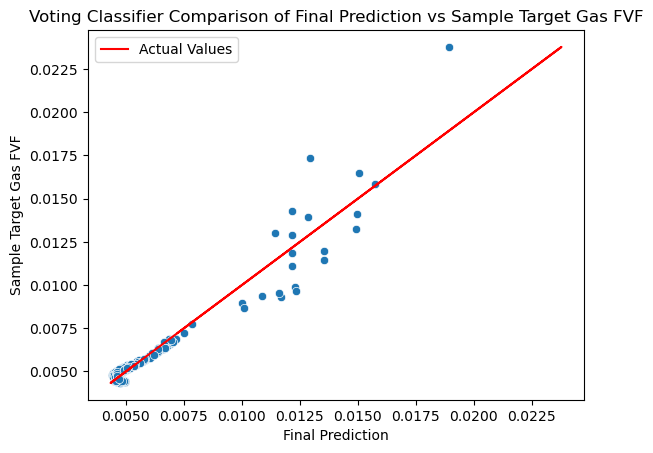 Voting Classifier Comparison of Final Prediction vs Sample Target Gas FVF
Actual Values
Sample Target Gas FVF
0.0225
0.0200
0.0175
0.0150
0.0125
0.0100
0.0075
0.0050
0.0050 0.0075 0.0100 0.0125 0.0150 0.0175 0.0200 0.0225
Final Prediction